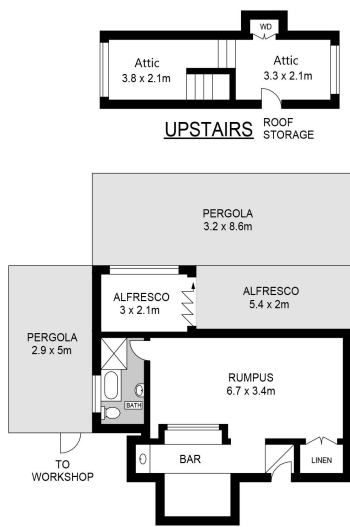 WD
Attic
3.8 x 2.1m
Attic
3.3 x 2.1m
UPSTAIRS
ROOF
STORAGE
PERGOLA
3.2 x 8.6m
ALFRESCO
3 x 2.1m
ALFRESCO
5.4 x 2m
PERGOLA
2.9 x 5m
RUMPUS
6.7 x 3.4m
BATH
BAR
LINEN
TO
WORKSHOP